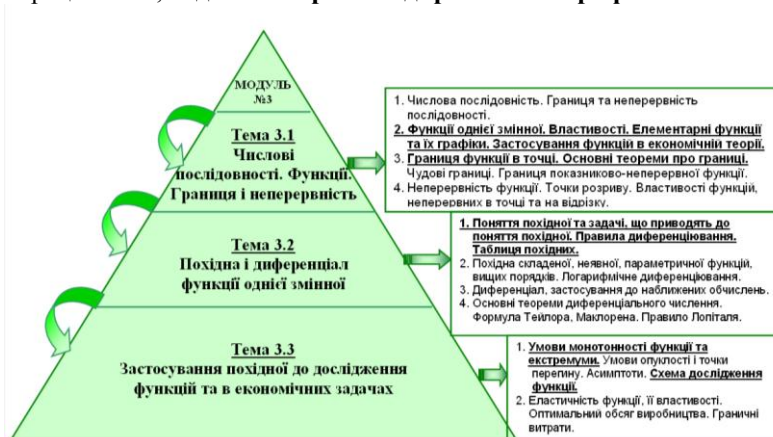 МОДУЛЬ
№3
Тема 3.1
Числові
послідовності. Функції.
Границя і неперервність
1. Числова послідовність. Границя та неперервність
послідовності.
2. Функції однієї змінної. Властивості. Елементарні функції
та їх графіки. Застосування функцій в економічній теорії.
3. Границя функції в точці. Основні теореми про границі.
Чудові границі. Границя показниково-неперервної функції.
4. Неперервність функції. Точки розриву. Властивості функцій,
неперервних в точці та на відрізку.
Тема 3.2
Похідна і диференціал
функції однієї змінної
1. Поняття похідної та задачі, що приводять до
поняття похідної. Правила диференціювання.
Таблиця похідних.
2. Похідна складеної, неявної, параметричної функцій,
вищих порядків. Логарифмічне диференціювання.
3. Диференціал, застосування до наближених обчислень.
4. Основні теореми диференціального числення.
Формула Тейлора, Маклорена. Правило Лопіталя.
Тема 3.3
Застосування похідної до дослідження
функцій та в економічних задачах
1. Умови монотонності функції та
екстремуми. Умови опуклості і точки
перегину. Асимптоти. Схема дослідження
функції.
2. Еластичність функції, її властивості.
Оптимальний обсяг виробництва. Граничні
витрати.